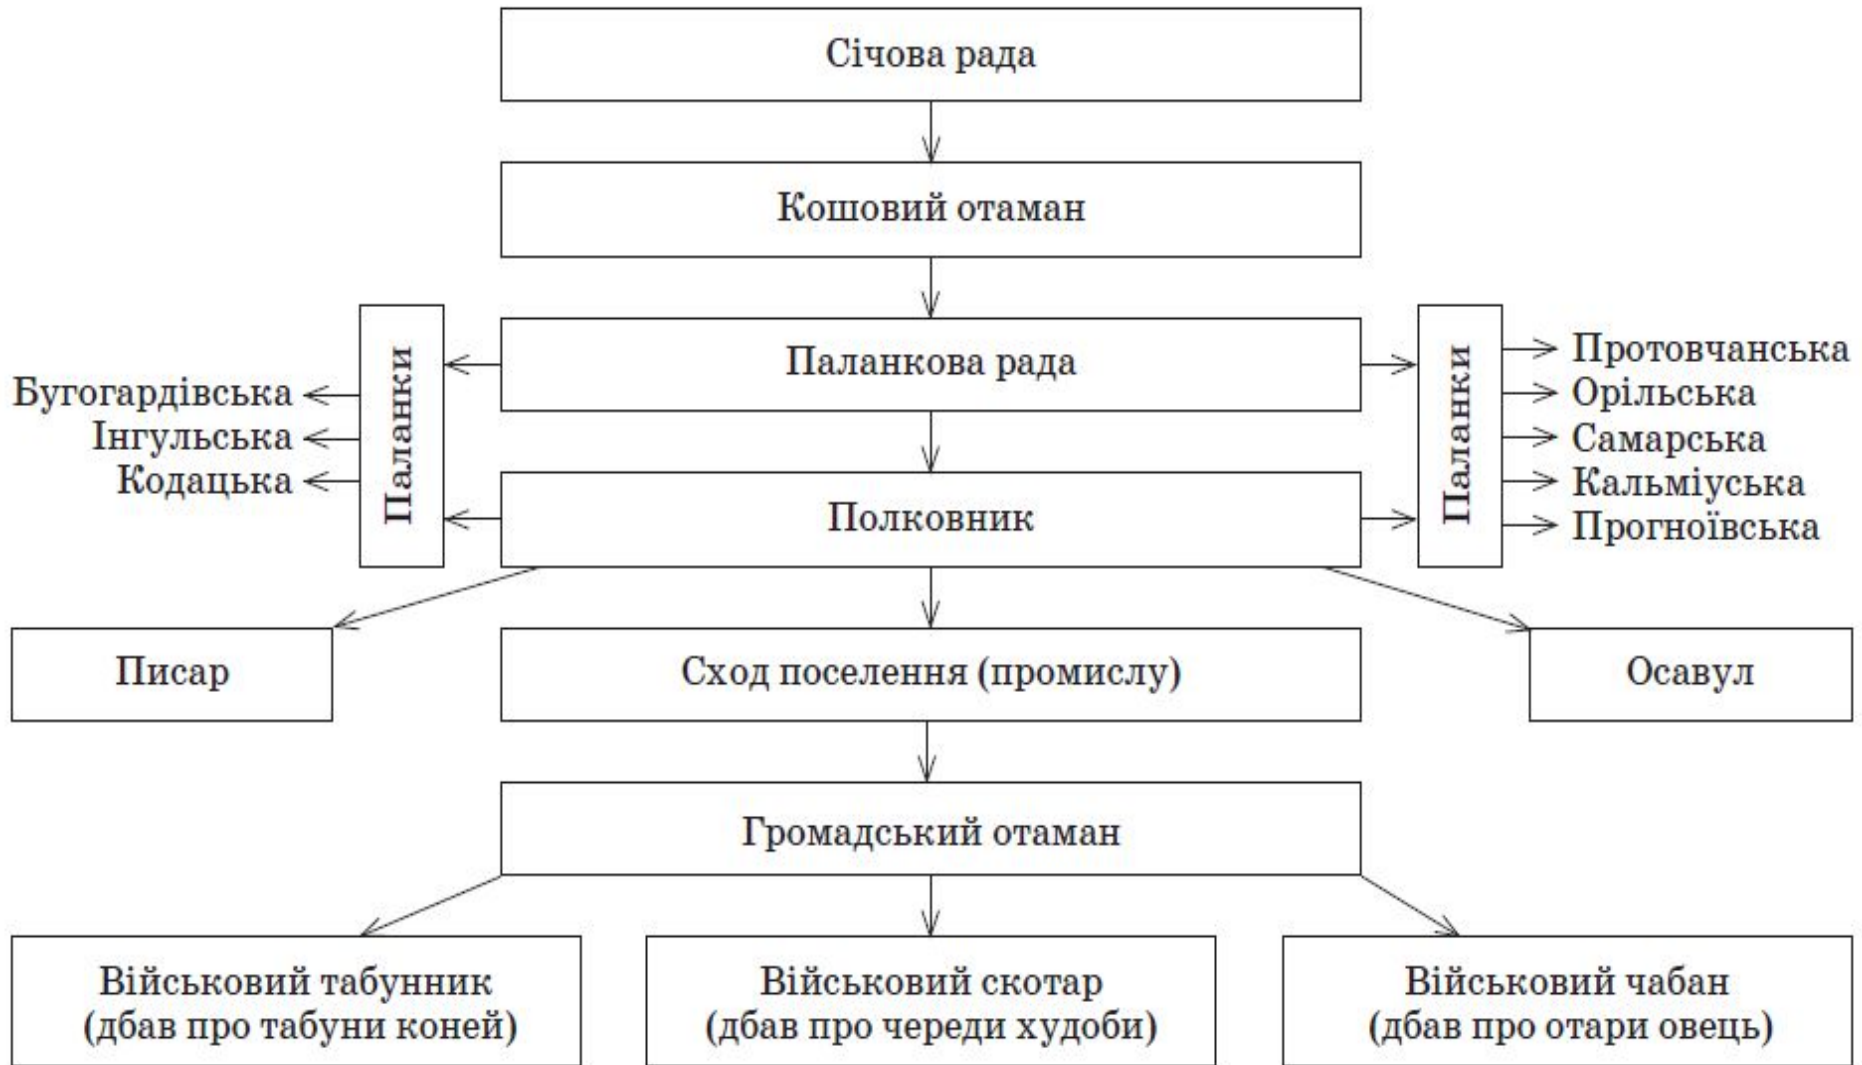 Січова рада
Кошовий отаман
Паланкова рада
Паланки
Бугогардівська
Інгульська
Кодацька
Паланки
Протовчанська
Орільська
Самарська
Кальміуська
Прогноївська
Полковник
Писар
Сход поселення (промислу)
Осавул
Громадський отаман
Військовий табунник
(дбав про табуни коней)
Військовий скотар
(дбав про череди худоби)
Військовий чабан
(дбав про отари овець)